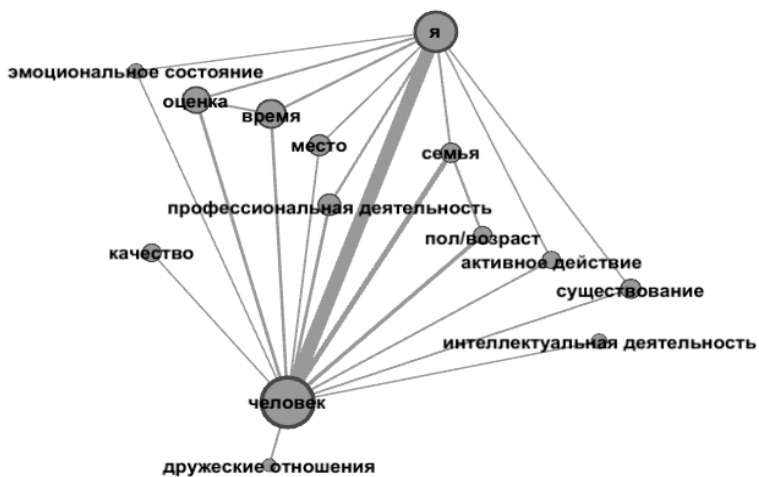 я
эмоциональное состояние
оценка
время
место
семья
профессиональная деятельность
пол/возраст
качество
активное действие
существование
интеллектуальная деятельность
человек
дружеские отношения